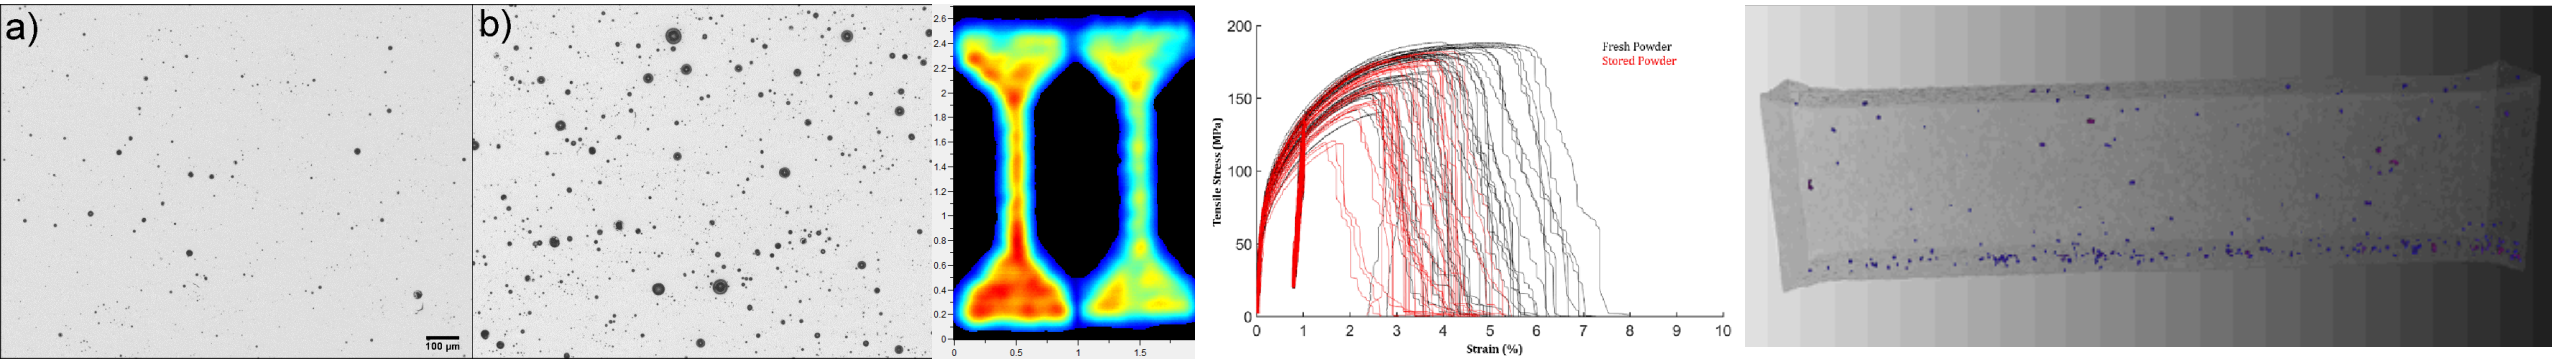 a)
100 µm
b)
2.6
2.4
2.2
2
1.8
1.6
1.4
1.2
1
0.8
0.6
0.4
0.2
0
0 0.5 1 1.5
Tensile Stress (MPa)
200
150
100
50
0
0 1 2 3 4 5 6 7 8 9 10
Strain (%)
Fresh Powder
Stored Powder